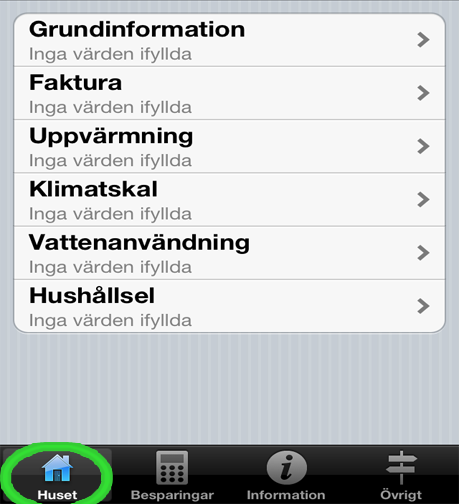 Grundinformation
Inga värden ifyllda
Faktura
Inga värden ifyllda
Uppvärmning
Inga värden ifyllda
Klimatskal
Inga värden ifyllda
Vattenanvändning
Inga värden ifyllda
Hushållsel
Inga värden ifyllda
Huset Besparingar Information Övrigt